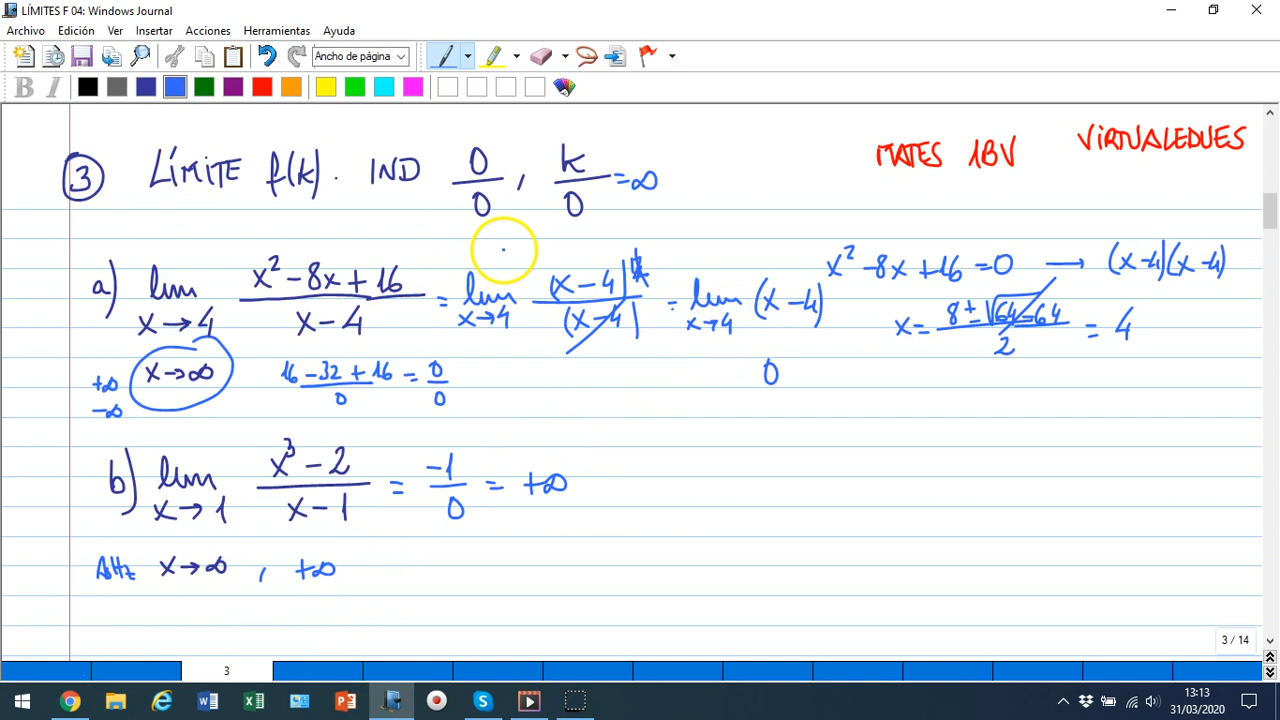 LÍMITES F 04: Windows Journal
Archivo Edición Ver Insertar Acciones Herramientas Ayuda
Ancho de página
B I
MATES 1BV VIRTUALEDUES
③ LÍMITE f(k). IND 0/0 , k/0 = ∞
a) lim x→4 (x² - 8x + 16)/(x - 4) = lim x→4 (x - 4)/(x - 4) = lim x→4 (x - 4)
x² - 8x + 16 = 0 → (x - 4)(x - 4)
x = (8 ± √64 - 64)/2 = 4
+∞
-∞
x→∞
(16 - 32 + 16)/0 = 0/0
0
b) lim x→1 (x³ - 2)/(x - 1) = -1/0 = +∞
x→∞ , +∞
3 / 14
3
13:13
31/03/2020